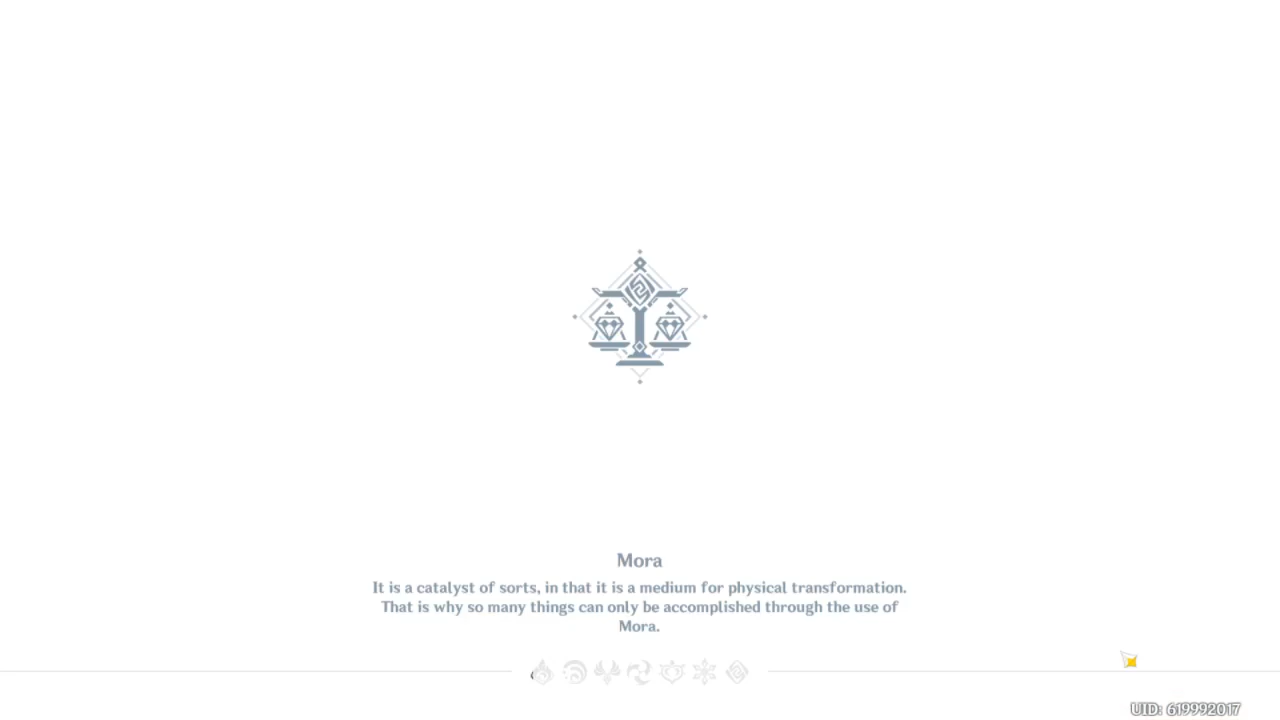 Mora
It is a catalyst of sorts, in that it is a medium for physical transformation.
That is why so many things can only be accomplished through the use of
Mora.
UID: 619992017